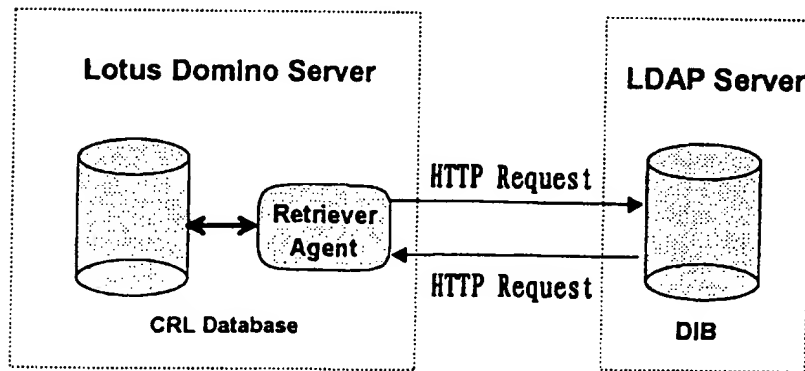 Lotus Domino Server
LDAP Server
HTTP Request
Retriever
Agent
HTTP Request
CRL Database
DIB